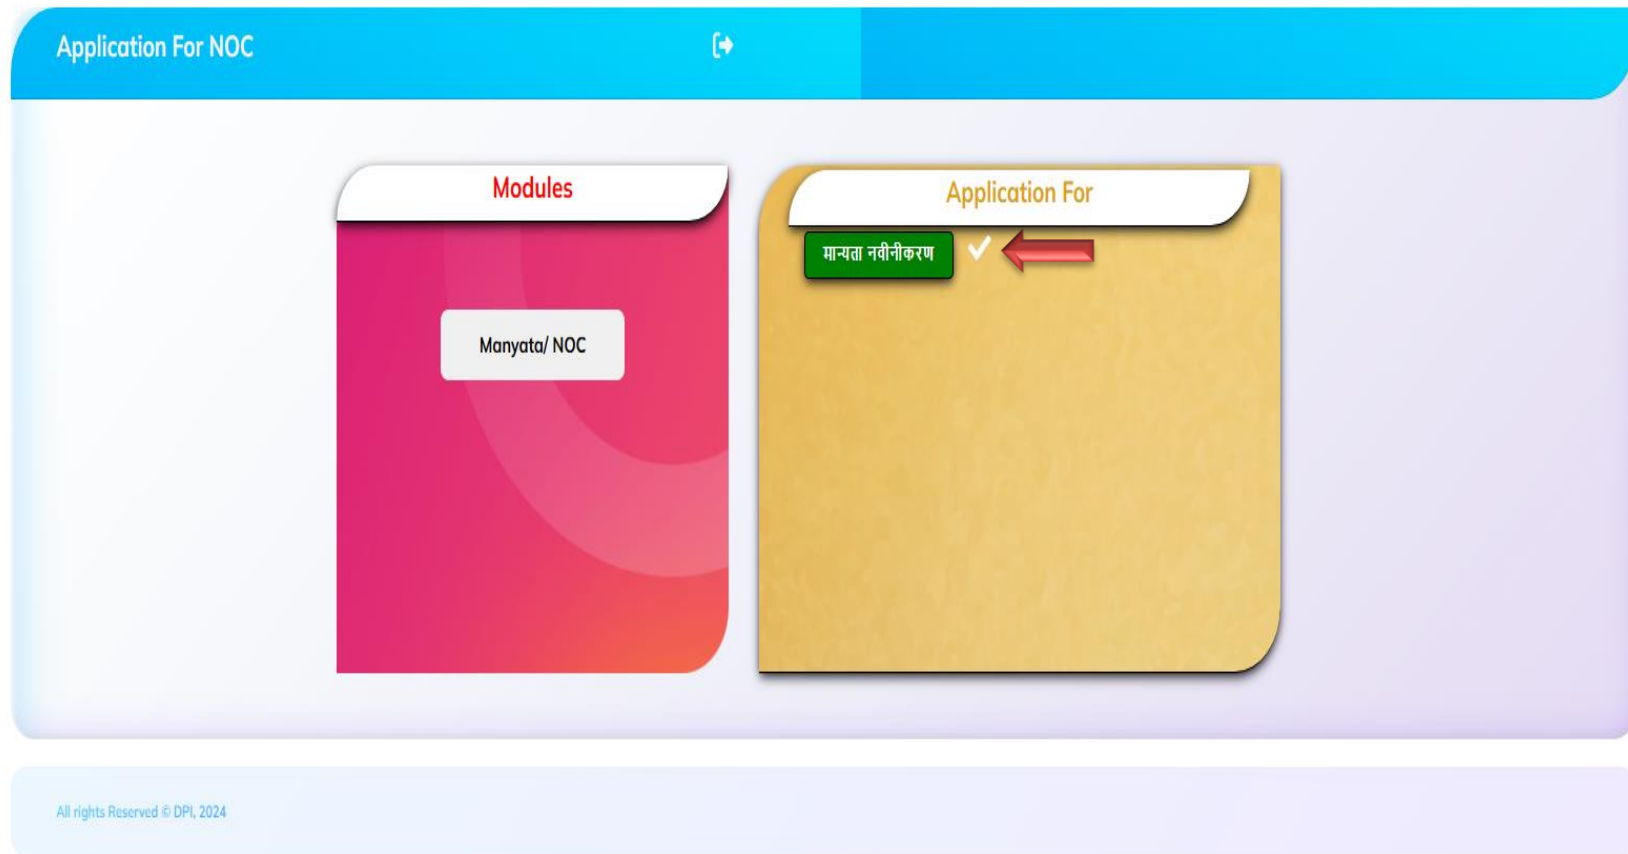 Application For NOC
Modules
Application For
मान्यता नवीनीकरण
Manyata/ NOC
All rights Reserved © DPI, 2024